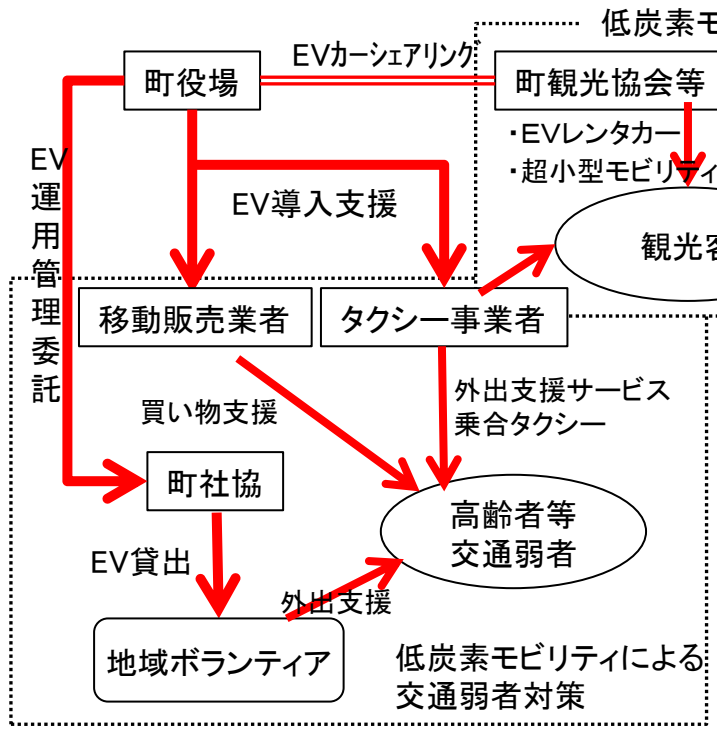 低炭素モ
EVカーシェアリング
町役場
町観光協会等
・EVレンタカー
・超小型モビリティ
EV運用管理委託
EV導入支援
観光客
移動販売業者
タクシー事業者
買い物支援
外出支援サービス
乗合タクシー
町社協
高齢者等
交通弱者
EV貸出
外出支援
地域ボランティア
低炭素モビリティによる
交通弱者対策